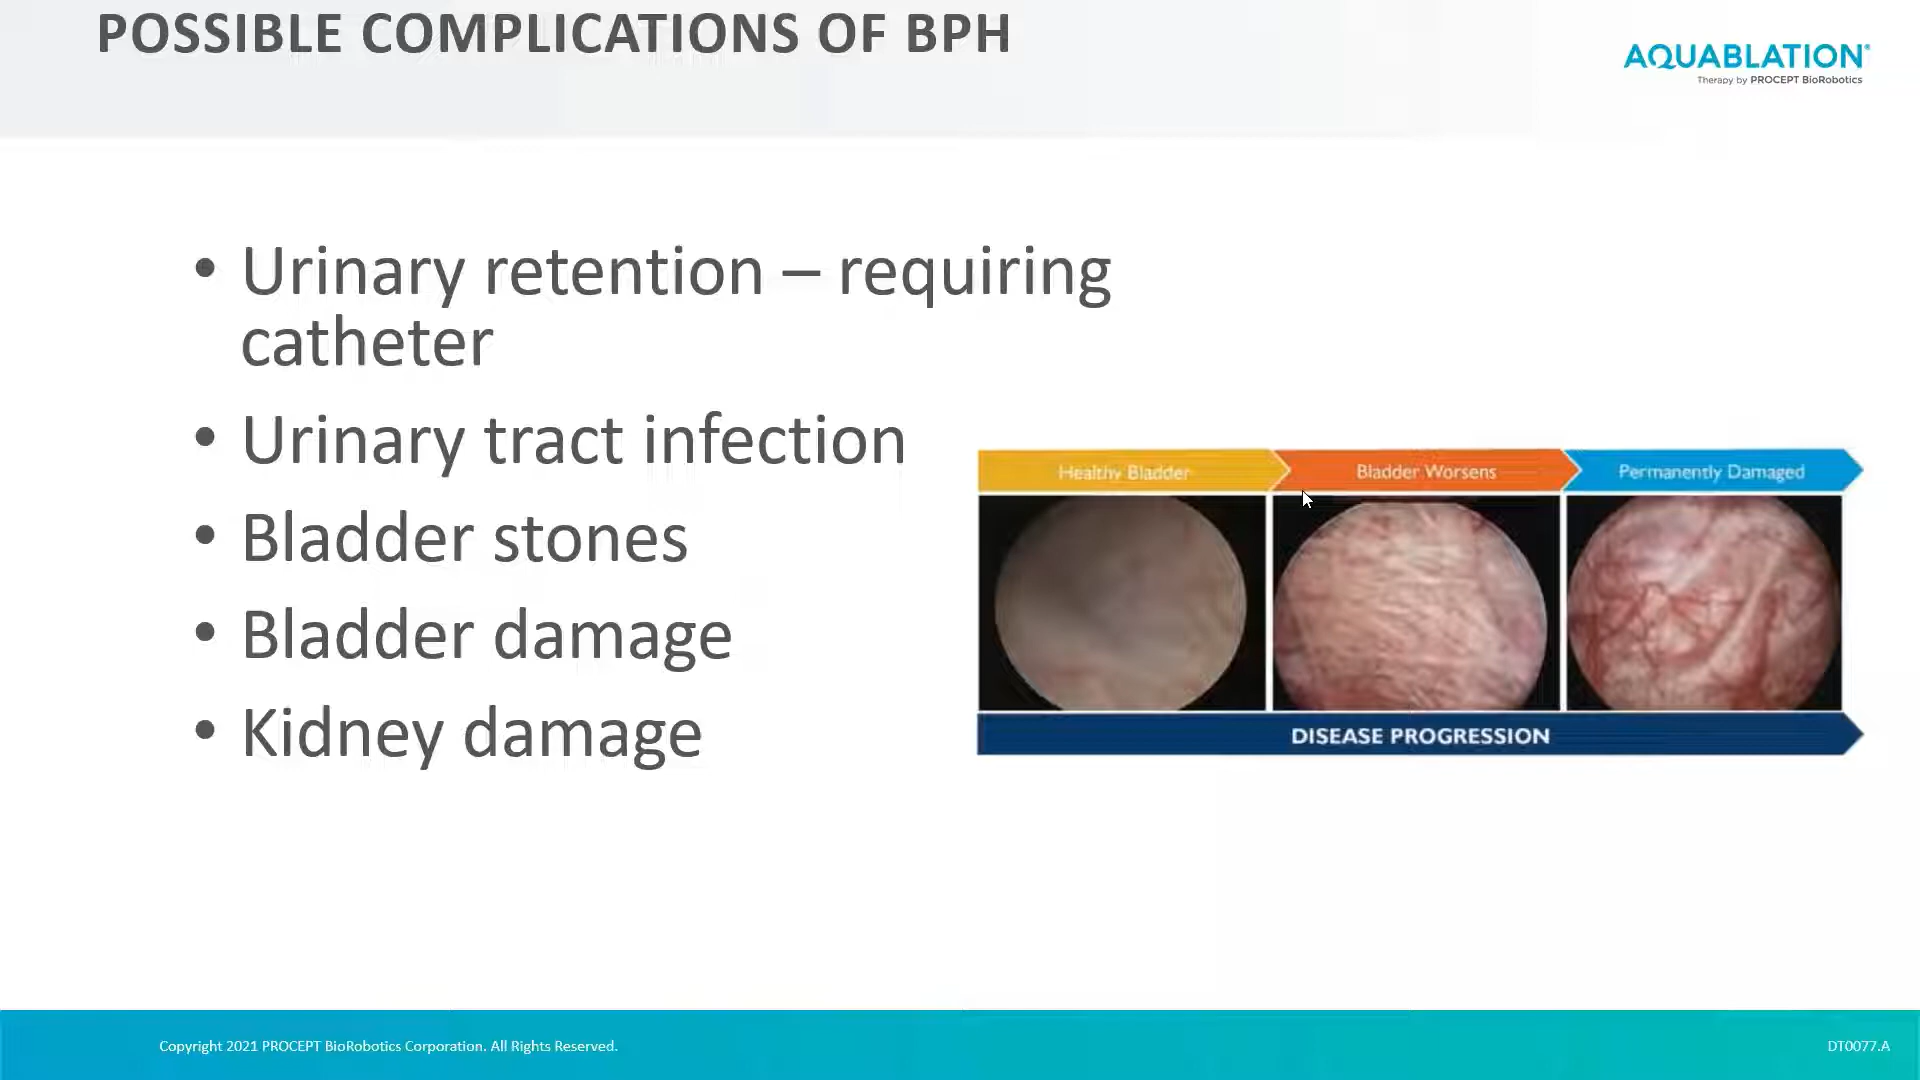 POSSIBLE COMPLICATIONS OF BPH
AQUABLATION®
Therapy by PROCEPT BioRobotics
• Urinary retention – requiring
catheter
• Urinary tract infection
• Bladder stones
• Bladder damage
• Kidney damage
Healthy Bladder
Bladder Worsens
Permanently Damaged
DISEASE PROGRESSION
Copyright 2021 PROCEPT BioRobotics Corporation. All Rights Reserved.
DT0077.A